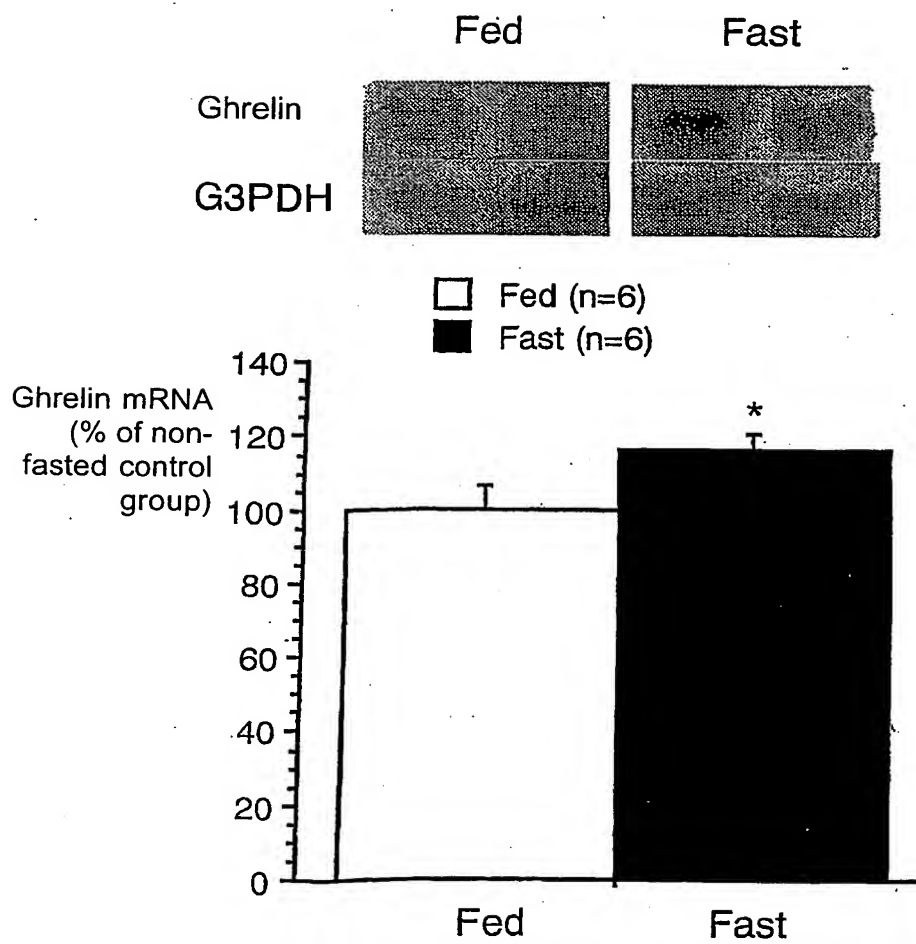 Fed Fast
Ghrelin
G3PDH
Fed (n=6)
Fast (n=6)
Ghrelin mRNA
(% of non-
fasted control
group)
140
120
100
80
60
40
20
0
*
Fed Fast